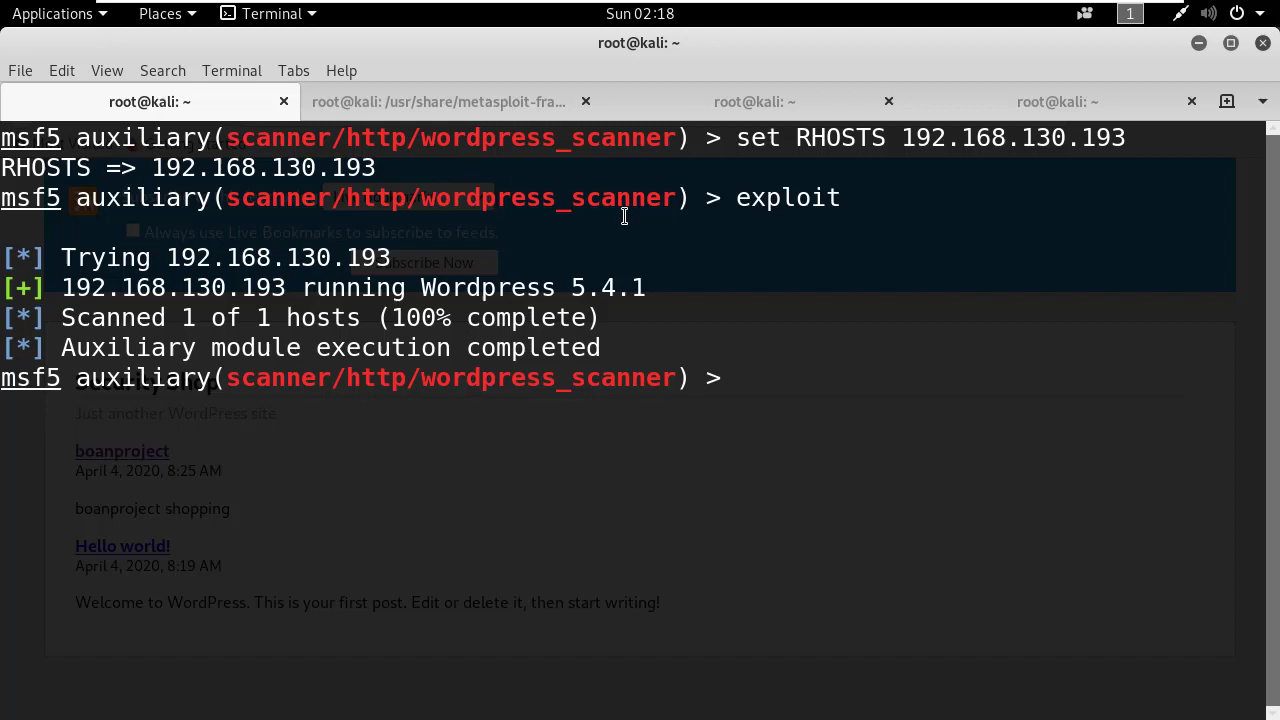 Applications Places Terminal Sun 02:18 1
root@kali: ~
File Edit View Search Terminal Tabs Help
root@kali: ~ root@kali: /usr/share/metasploit-fra... root@kali: ~ root@kali: ~
msf5 auxiliary(scanner/http/wordpress_scanner) > set RHOSTS 192.168.130.193
RHOSTS => 192.168.130.193
msf5 auxiliary(scanner/http/wordpress_scanner) > exploit
Always use Live Bookmarks to subscribe to feeds.
[*] Trying 192.168.130.193
Subscribe Now
[+] 192.168.130.193 running Wordpress 5.4.1
[*] Scanned 1 of 1 hosts (100% complete)
[*] Auxiliary module execution completed
msf5 auxiliary(scanner/http/wordpress_scanner) >
Just another WordPress site
boanproject
April 4, 2020, 8:25 AM
boanproject shopping
Hello world!
April 4, 2020, 8:19 AM
Welcome to WordPress. This is your first post. Edit or delete it, then start writing!